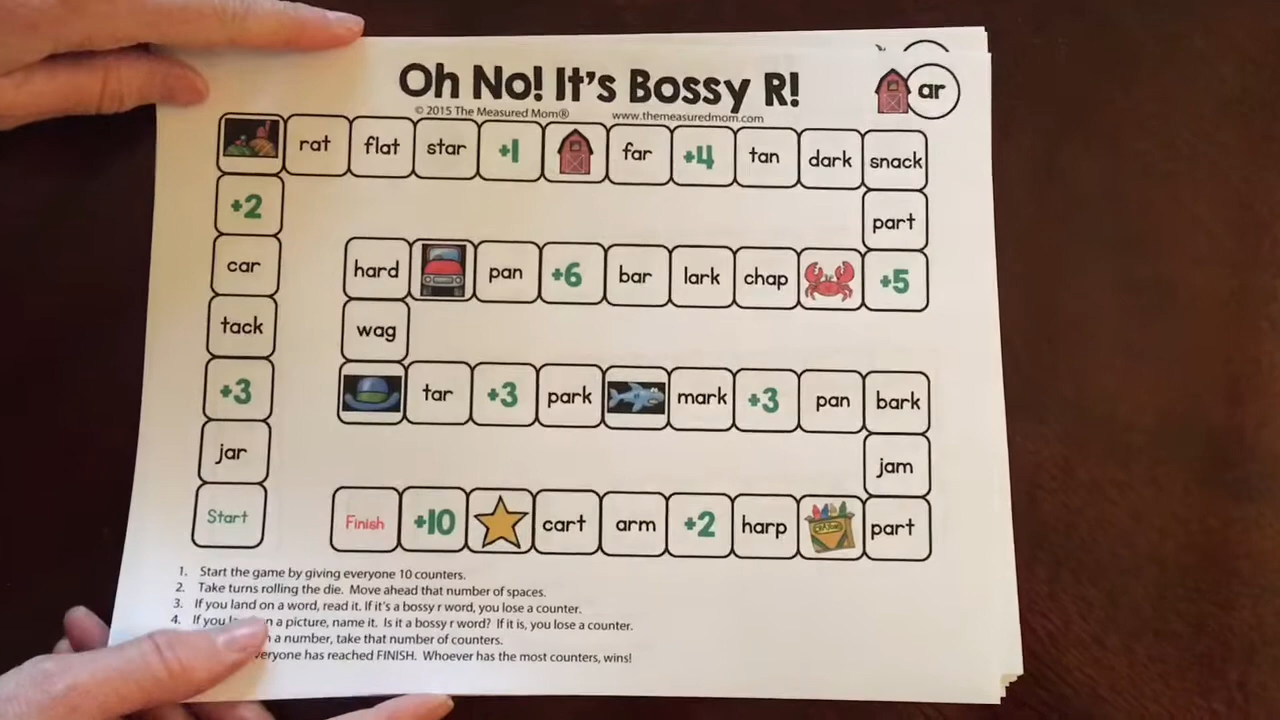 Oh No! It's Bossy R!
ar
© 2015 The Measured Mom® www.themeasuredmom.com
rat flat star +1 far +4 tan dark snack
+2 part
car hard pan +6 bar lark chap +5
tack wag
+3 tar +3 park mark +3 pan bark
jar jam
Start Finish +10 cart arm +2 harp part
1. Start the game by giving everyone 10 counters.
2. Take turns rolling the die. Move ahead that number of spaces.
3. If you land on a word, read it. If it's a bossy r word, you lose a counter.
4. If you a picture, name it. Is it a bossy r word? If it is, you lose a counter.
a number, take that number of counters.
everyone has reached FINISH. Whoever has the most counters, wins!